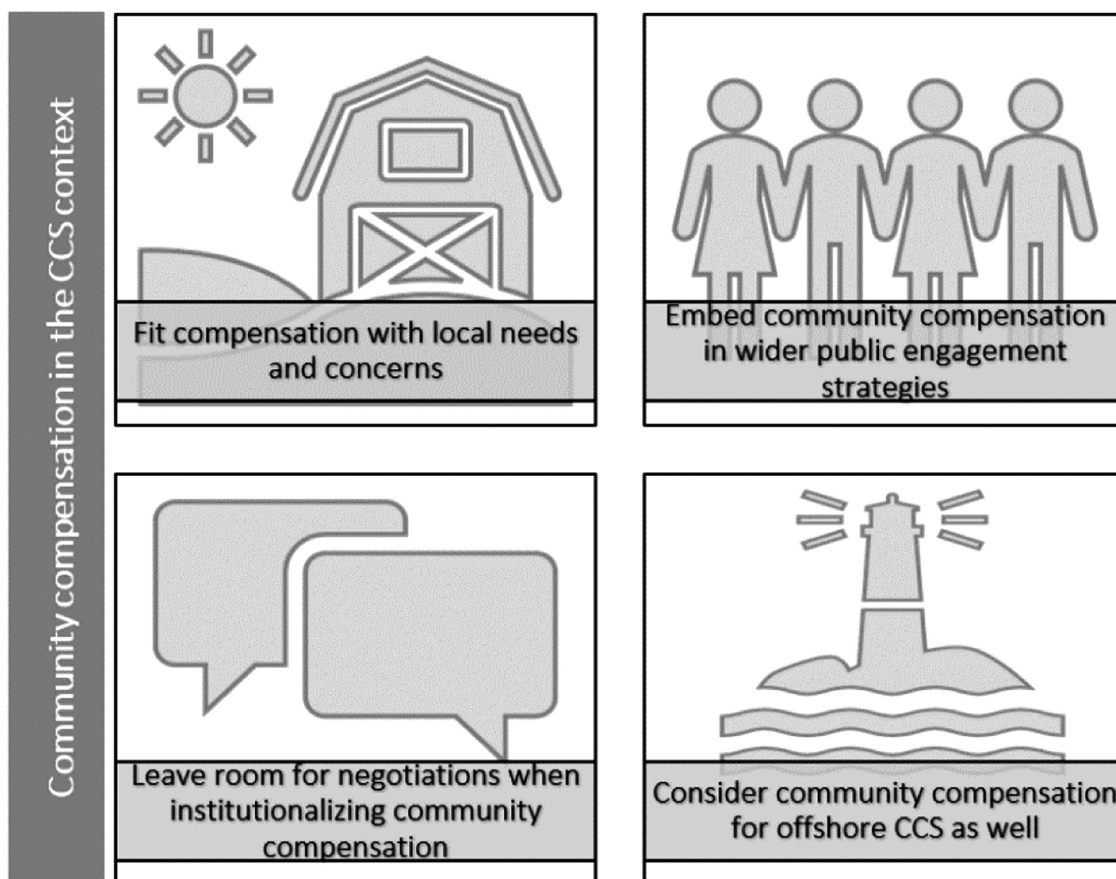 Community compensation in the CCS context
Fit compensation with local needs
and concerns
Embed community compensation
in wider public engagement
strategies
Leave room for negotiations when
institutionalizing community
compensation
Consider community compensation
for offshore CCS as well